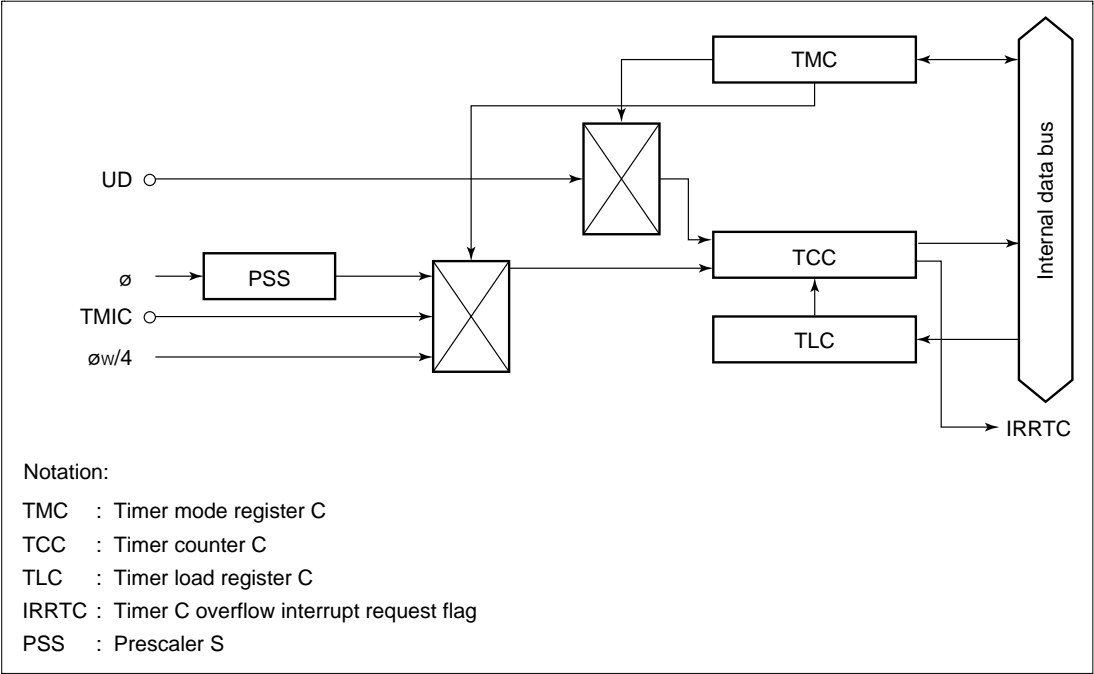 TMC
UD
TCC
ø
PSS
TMIC
øW/4
TLC
Internal data bus
IRRTC
Notation:
TMC : Timer mode register C
TCC : Timer counter C
TLC : Timer load register C
IRRTC : Timer C overflow interrupt request flag
PSS : Prescaler S